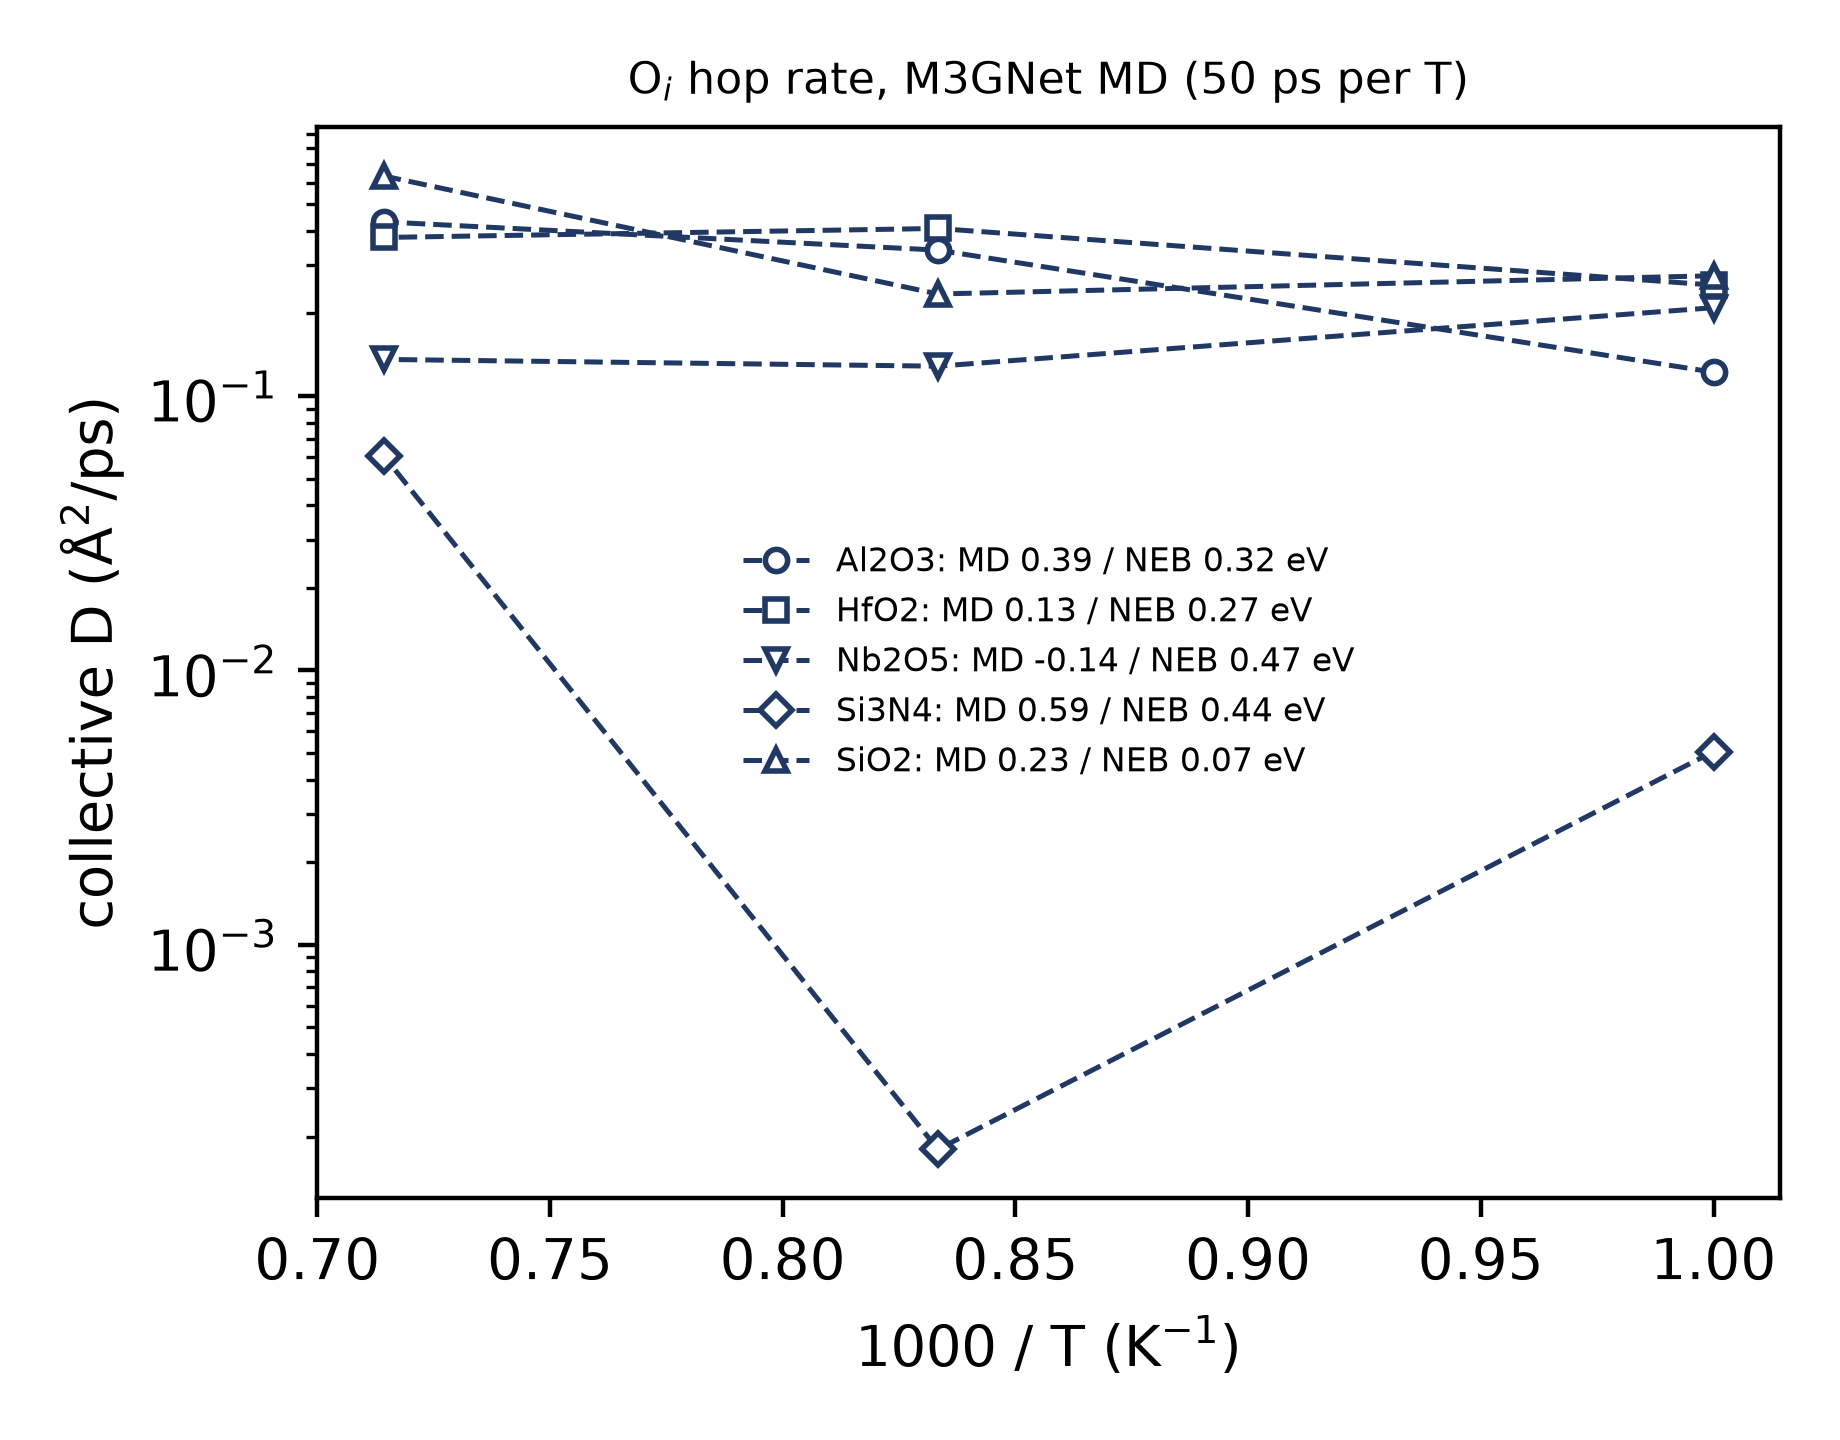 Oᵢ hop rate, M3GNet MD (50 ps per T)
collective D (Å²/ps)
10⁻¹
10⁻²
10⁻³
Al2O3: MD 0.39 / NEB 0.32 eV
HfO2: MD 0.13 / NEB 0.27 eV
Nb2O5: MD -0.14 / NEB 0.47 eV
Si3N4: MD 0.59 / NEB 0.44 eV
SiO2: MD 0.23 / NEB 0.07 eV
0.70 0.75 0.80 0.85 0.90 0.95 1.00
1000 / T (K⁻¹)